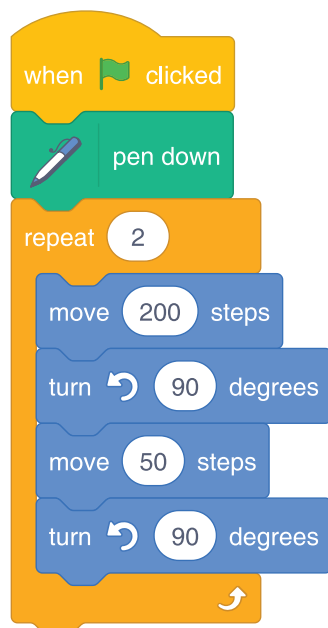 when clicked
pen down
repeat 2
move 200 steps
turn 90 degrees
move 50 steps
turn 90 degrees